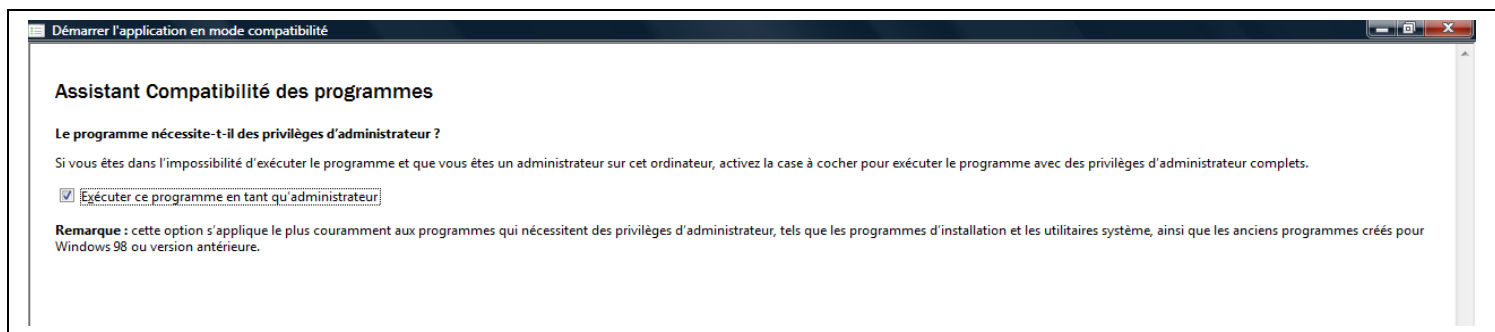 Démarrer l'application en mode compatibilité
Assistant Compatibilité des programmes
Le programme nécessite-t-il des privilèges d'administrateur ?
Si vous êtes dans l'impossibilité d'exécuter le programme et que vous êtes un administrateur sur cet ordinateur, activez la case à cocher pour exécuter le programme avec des privilèges d'administrateur complets.
Exécuter ce programme en tant qu'administrateur
Remarque : cette option s'applique le plus couramment aux programmes qui nécessitent des privilèges d'administrateur, tels que les programmes d'installation et les utilitaires système, ainsi que les anciens programmes créés pour
Windows 98 ou version antérieure.